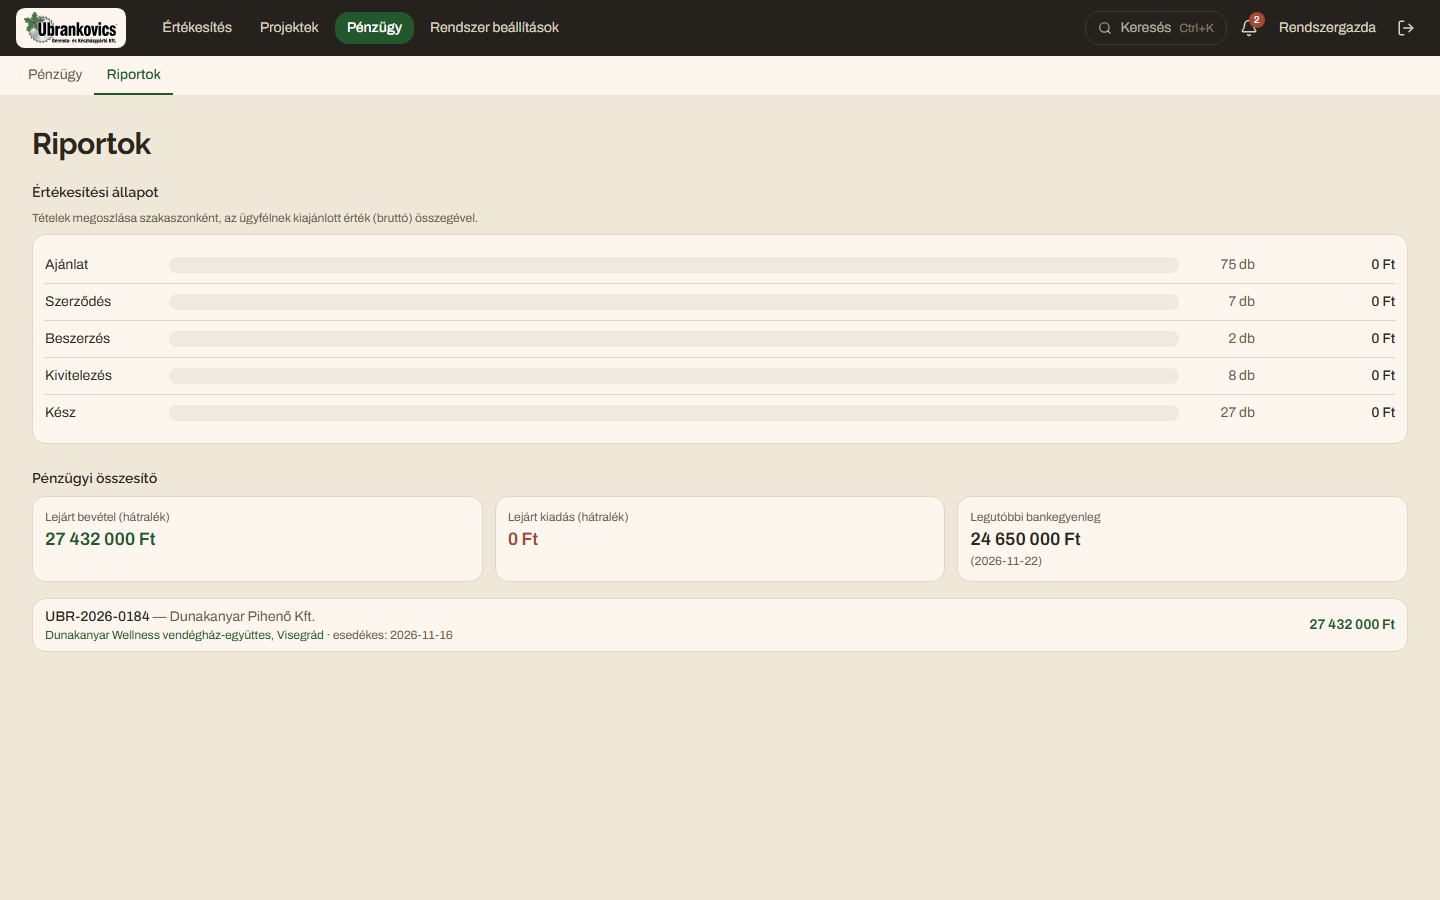 Ubrankovics
Gerenda- és Készházgyártó Kft.
Értékesítés
Projektek
Pénzügy
Rendszer beállítások
Keresés Ctrl+K
2
Rendszergazda
Pénzügy
Riportok
Riportok
Értékesítési állapot
Tételek megoszlása szakaszonként, az ügyfélnek kiajánlott érték (bruttó) összegével.
Ajánlat 75 db 0 Ft
Szerződés 7 db 0 Ft
Beszerzés 2 db 0 Ft
Kivitelezés 8 db 0 Ft
Kész 27 db 0 Ft
Pénzügyi összesítő
Lejárt bevétel (hátralék)
27 432 000 Ft
Lejárt kiadás (hátralék)
0 Ft
Legutóbbi bankegyenleg
24 650 000 Ft
(2026-11-22)
UBR-2026-0184 — Dunakanyar Pihenő Kft.
Dunakanyar Wellness vendégház-együttes, Visegrád · esedékes: 2026-11-16
27 432 000 Ft